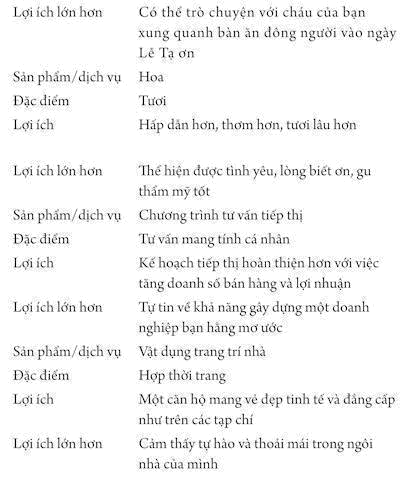 Lợi ích lớn hơn Có thể trò chuyện với cháu của bạn
xung quanh bàn ăn đông người vào ngày
Lễ Tạ ơn
Sản phẩm/dịch vụ Hoa
Đặc điểm Tươi
Lợi ích Hấp dẫn hơn, thơm hơn, tươi lâu hơn
Lợi ích lớn hơn Thể hiện được tình yêu, lòng biết ơn, gu
thẩm mỹ tốt
Sản phẩm/dịch vụ Chương trình tư vấn tiếp thị
Đặc điểm Tư vấn mang tính cá nhân
Lợi ích Kế hoạch tiếp thị hoàn thiện hơn với việc
tăng doanh số bán hàng và lợi nhuận
Lợi ích lớn hơn Tự tin về khả năng gây dựng một doanh
nghiệp bạn hằng mơ ước
Sản phẩm/dịch vụ Vật dụng trang trí nhà
Đặc điểm Hợp thời trang
Lợi ích Một căn hộ mang vẻ đẹp tinh tế và đẳng cấp
như trên các tạp chí
Lợi ích lớn hơn Cảm thấy tự hào và thoải mái trong ngôi
nhà của mình